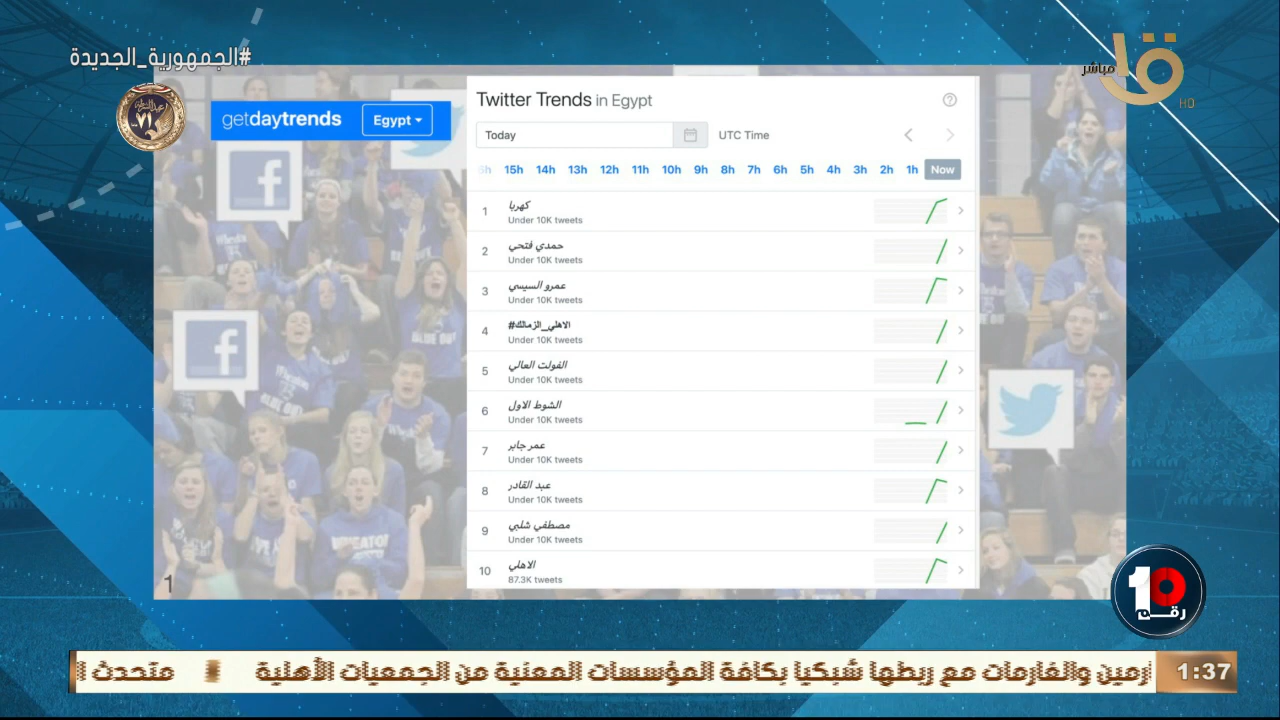 #الجمهورية_الجديدة
مباشر
HD
عيد الشرطة
٧١
getdaytrends
Egypt
Twitter Trends in Egypt
Today
UTC Time
15h 14h 13h 12h 11h 10h 9h 8h 7h 6h 5h 4h 3h 2h 1h Now
1 كهربا
Under 10K tweets
2 حمدي فتحي
Under 10K tweets
3 عمرو السيسي
Under 10K tweets
4 #الاهلي_الزمالك
Under 10K tweets
5 الفولت العالي
Under 10K tweets
6 الشوط الاول
Under 10K tweets
7 عمر جابر
Under 10K tweets
8 عبد القادر
Under 10K tweets
9 مصطفي شلبي
Under 10K tweets
10 الاهلي
87.3K tweets
1
رقم 10
والغارمات مع ربطها شبكيا بكافة المؤسسات المعنية من الجمعيات الأهلية متحدث
1:37